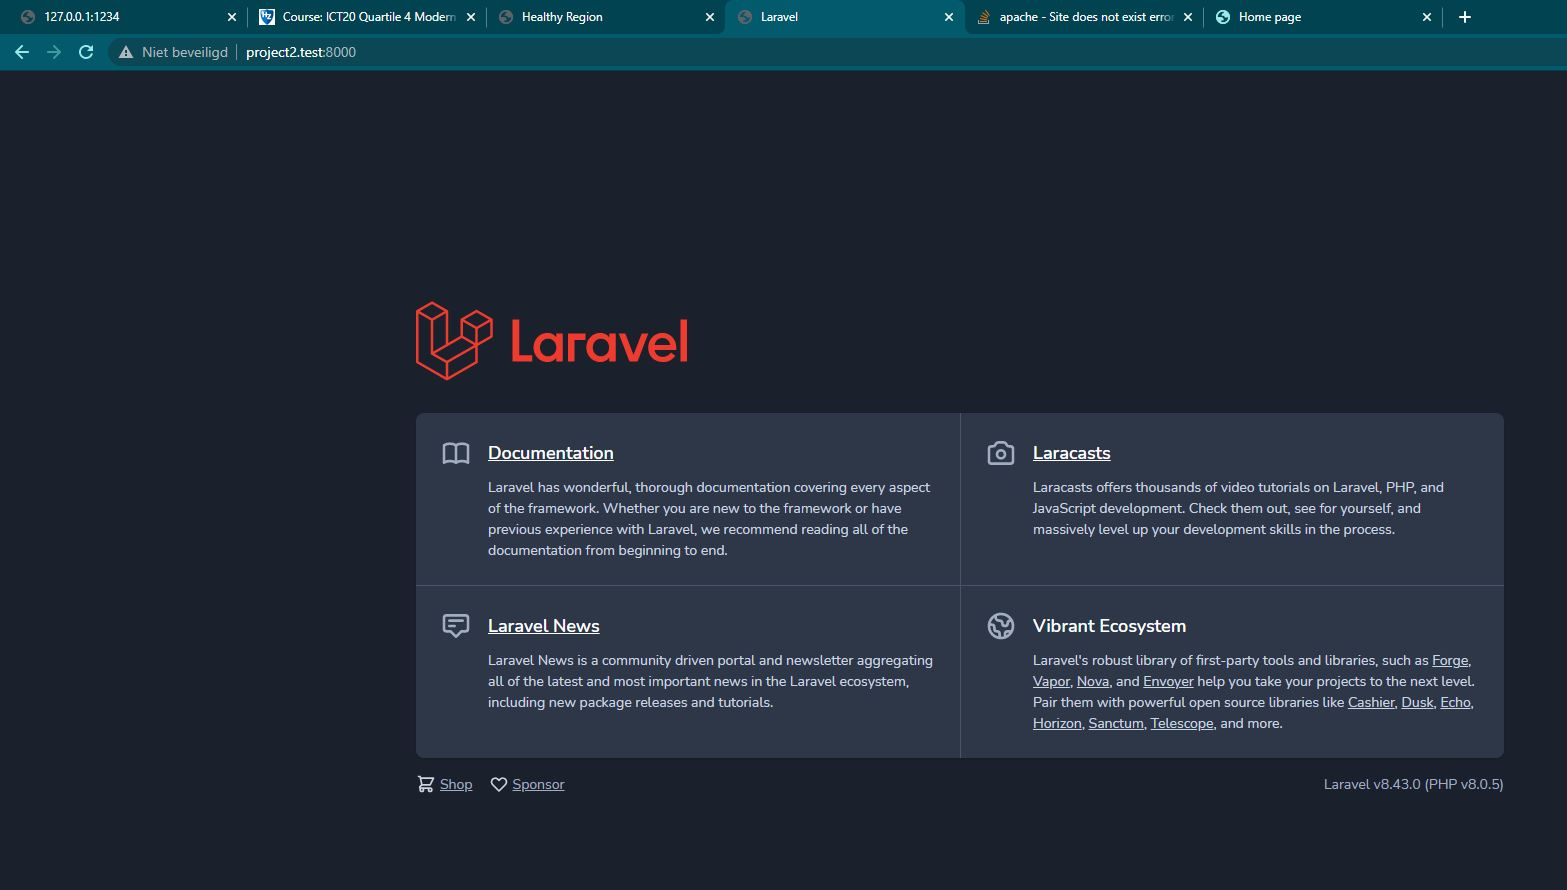 127.0.0.1:1234
Course: ICT20 Quartile 4 Modern
Healthy Region
Laravel
apache - Site does not exist erro
Home page
Niet beveiligd
project2.test:8000
Laravel
Documentation
Laravel has wonderful, thorough documentation covering every aspect
of the framework. Whether you are new to the framework or have
previous experience with Laravel, we recommend reading all of the
documentation from beginning to end.
Laracasts
Laracasts offers thousands of video tutorials on Laravel, PHP, and
JavaScript development. Check them out, see for yourself, and
massively level up your development skills in the process.
Laravel News
Laravel News is a community driven portal and newsletter aggregating
all of the latest and most important news in the Laravel ecosystem,
including new package releases and tutorials.
Vibrant Ecosystem
Laravel's robust library of first-party tools and libraries, such as Forge,
Vapor, Nova, and Envoyer help you take your projects to the next level.
Pair them with powerful open source libraries like Cashier, Dusk, Echo,
Horizon, Sanctum, Telescope, and more.
Shop
Sponsor
Laravel v8.43.0 (PHP v8.0.5)